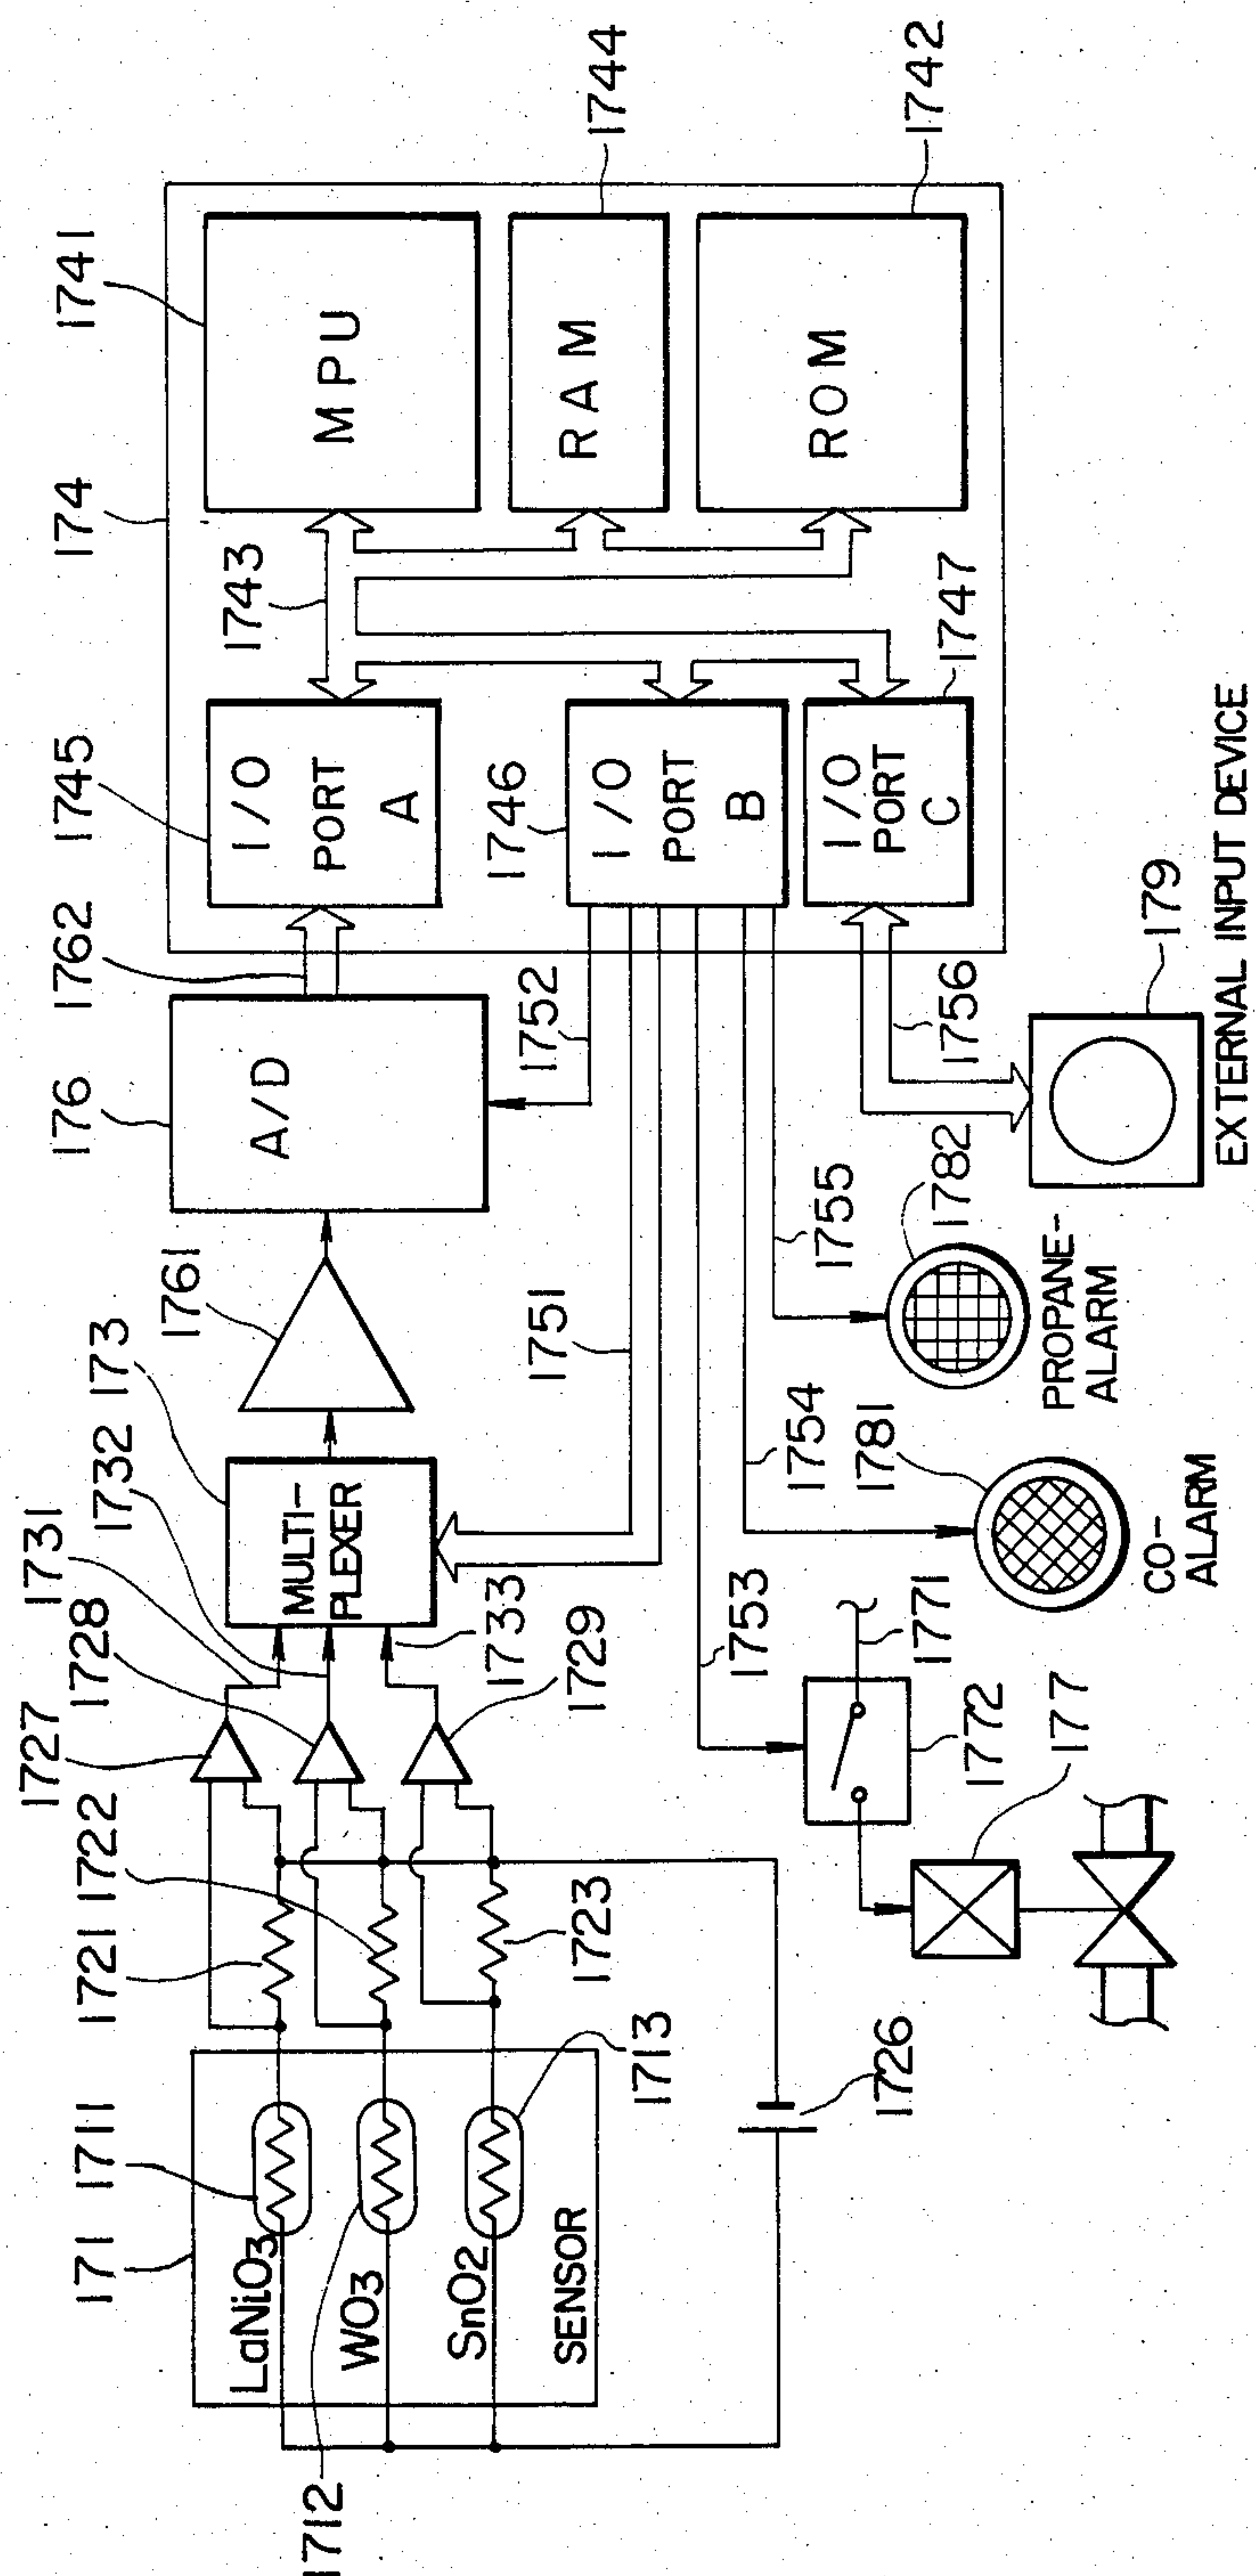 171
1711
LaNiO3
WO3
SnO2
SENSOR
1712
1713
1721
1722
1723
1726
1727
1728
1729
1731
1732
1733
173
MULTI-
PLEXER
1761
176
A/D
1762
1745
I/O
PORT
A
1746
I/O
PORT
B
I/O
PORT
C
1747
1743
174
1741
MPU
RAM
1744
ROM
1742
1751
1752
1753
1754
1755
1756
1771
1772
177
1781
CO-
ALARM
1782
PROPANE-
ALARM
179
EXTERNAL INPUT DEVICE